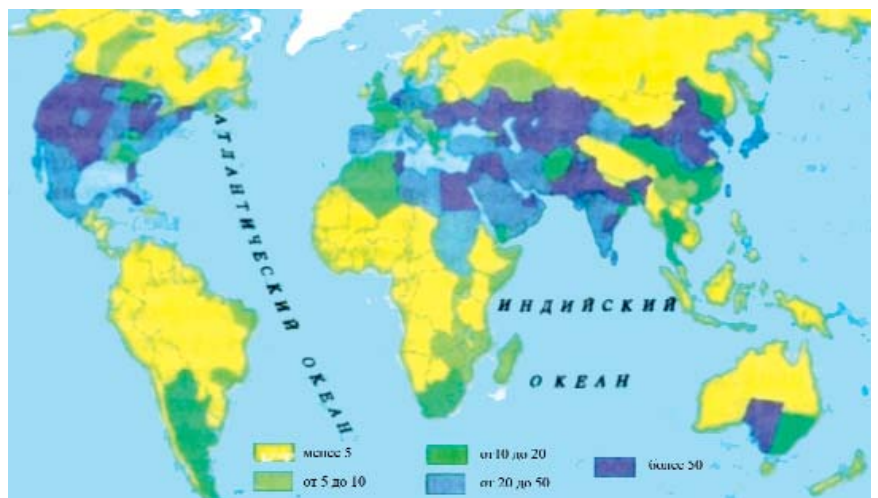 АТЛАНТИЧЕСКИЙ ОКЕАН
ИНДИЙСКИЙ
ОКЕАН
менее 5
от 5 до 10
от 10 до 20
от 20 до 50
более 50